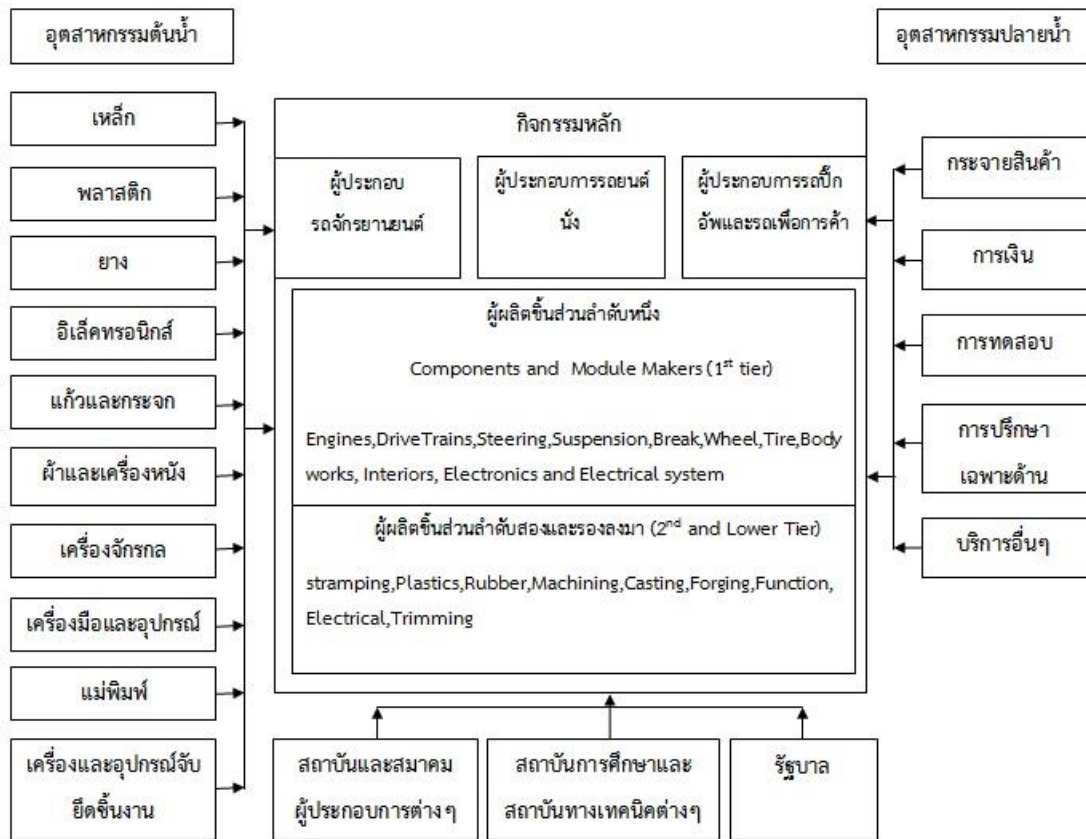 อุตสาหกรรมต้นน้ำ
อุตสาหกรรมปลายน้ำ
เหล็ก
พลาสติก
ยาง
อิเล็คทรอนิกส์
แก้วและกระจก
ผ้าและเครื่องหนัง
เครื่องจักรกล
เครื่องมือและอุปกรณ์
แม่พิมพ์
เครื่องและอุปกรณ์จับ
ยึดชิ้นงาน
กิจกรรมหลัก
ผู้ประกอบ
รถจักรยานยนต์
ผู้ประกอบการรถยนต์
นั่ง
ผู้ประกอบการรถปิ๊ก
อัพและรถเพื่อการค้า
ผู้ผลิตชิ้นส่วนลำดับหนึ่ง
Components and Module Makers (1st tier)
Engines,DriveTrains,Steering,Suspension,Break,Wheel,Tire,Body
works, Interiors, Electronics and Electrical system
ผู้ผลิตชิ้นส่วนลำดับสองและรองลงมา (2nd and Lower Tier)
stramping,Plastics,Rubber,Machining,Casting,Forging,Function,
Electrical,Trimming
กระจายสินค้า
การเงิน
การทดสอบ
การปรึกษา
เฉพาะด้าน
บริการอื่นๆ
สถาบันและสมาคม
ผู้ประกอบการต่างๆ
สถาบันการศึกษาและ
สถาบันทางเทคนิคต่างๆ
รัฐบาล